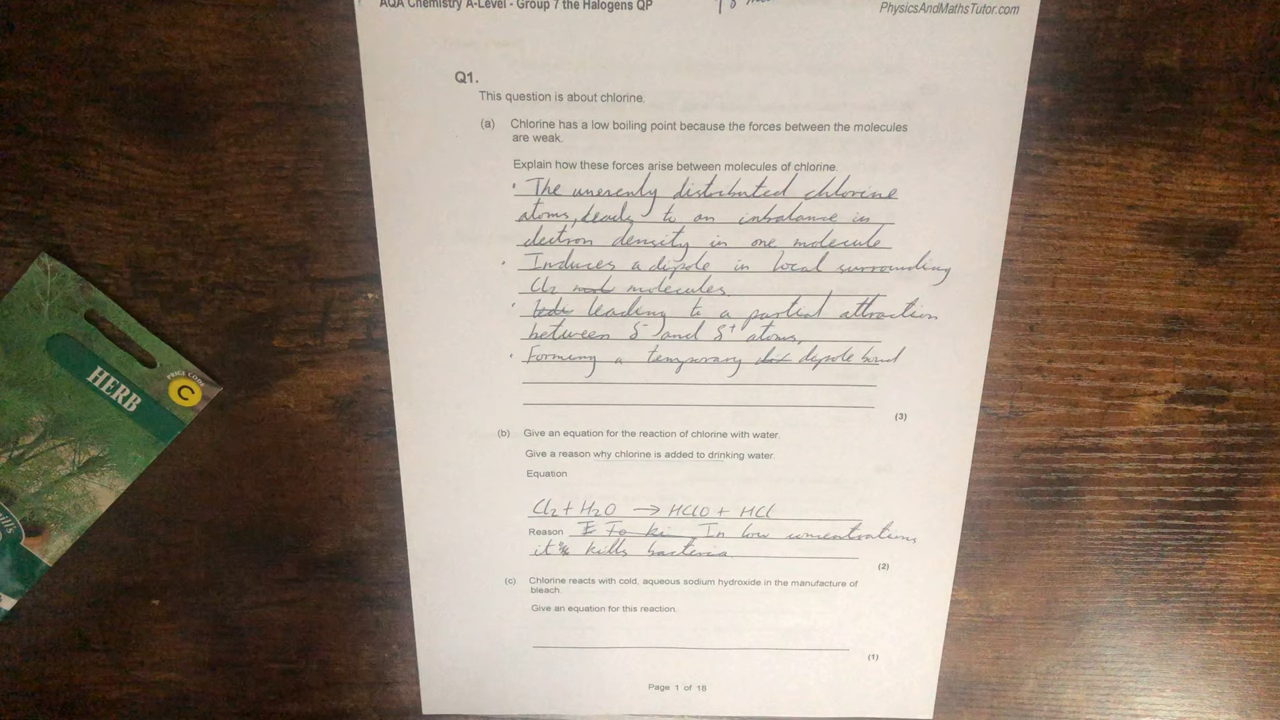 AQA Chemistry A-Level - Group 7 the Halogens QP
PhysicsAndMathsTutor.com
Q1.
This question is about chlorine.
(a) Chlorine has a low boiling point because the forces between the molecules
are weak.
Explain how these forces arise between molecules of chlorine.
• The unevenly distributed chlorine
atoms, leads to an inbalance in
electron density in one molecule
• Induces a dipole in local surrounding
Cl2 molecules
• leading to a partial attraction
between δ- and δ+ atoms,
• Forming a temporary dipole bond
(3)
(b) Give an equation for the reaction of chlorine with water.
Give a reason why chlorine is added to drinking water.
Equation
Cl2 + H2O → HClO + HCl
Reason In low concentrations
it kills bacteria
(2)
(c) Chlorine reacts with cold, aqueous sodium hydroxide in the manufacture of
bleach.
Give an equation for this reaction.
(1)
Page 1 of 18
HERB
PRICE CODE
C